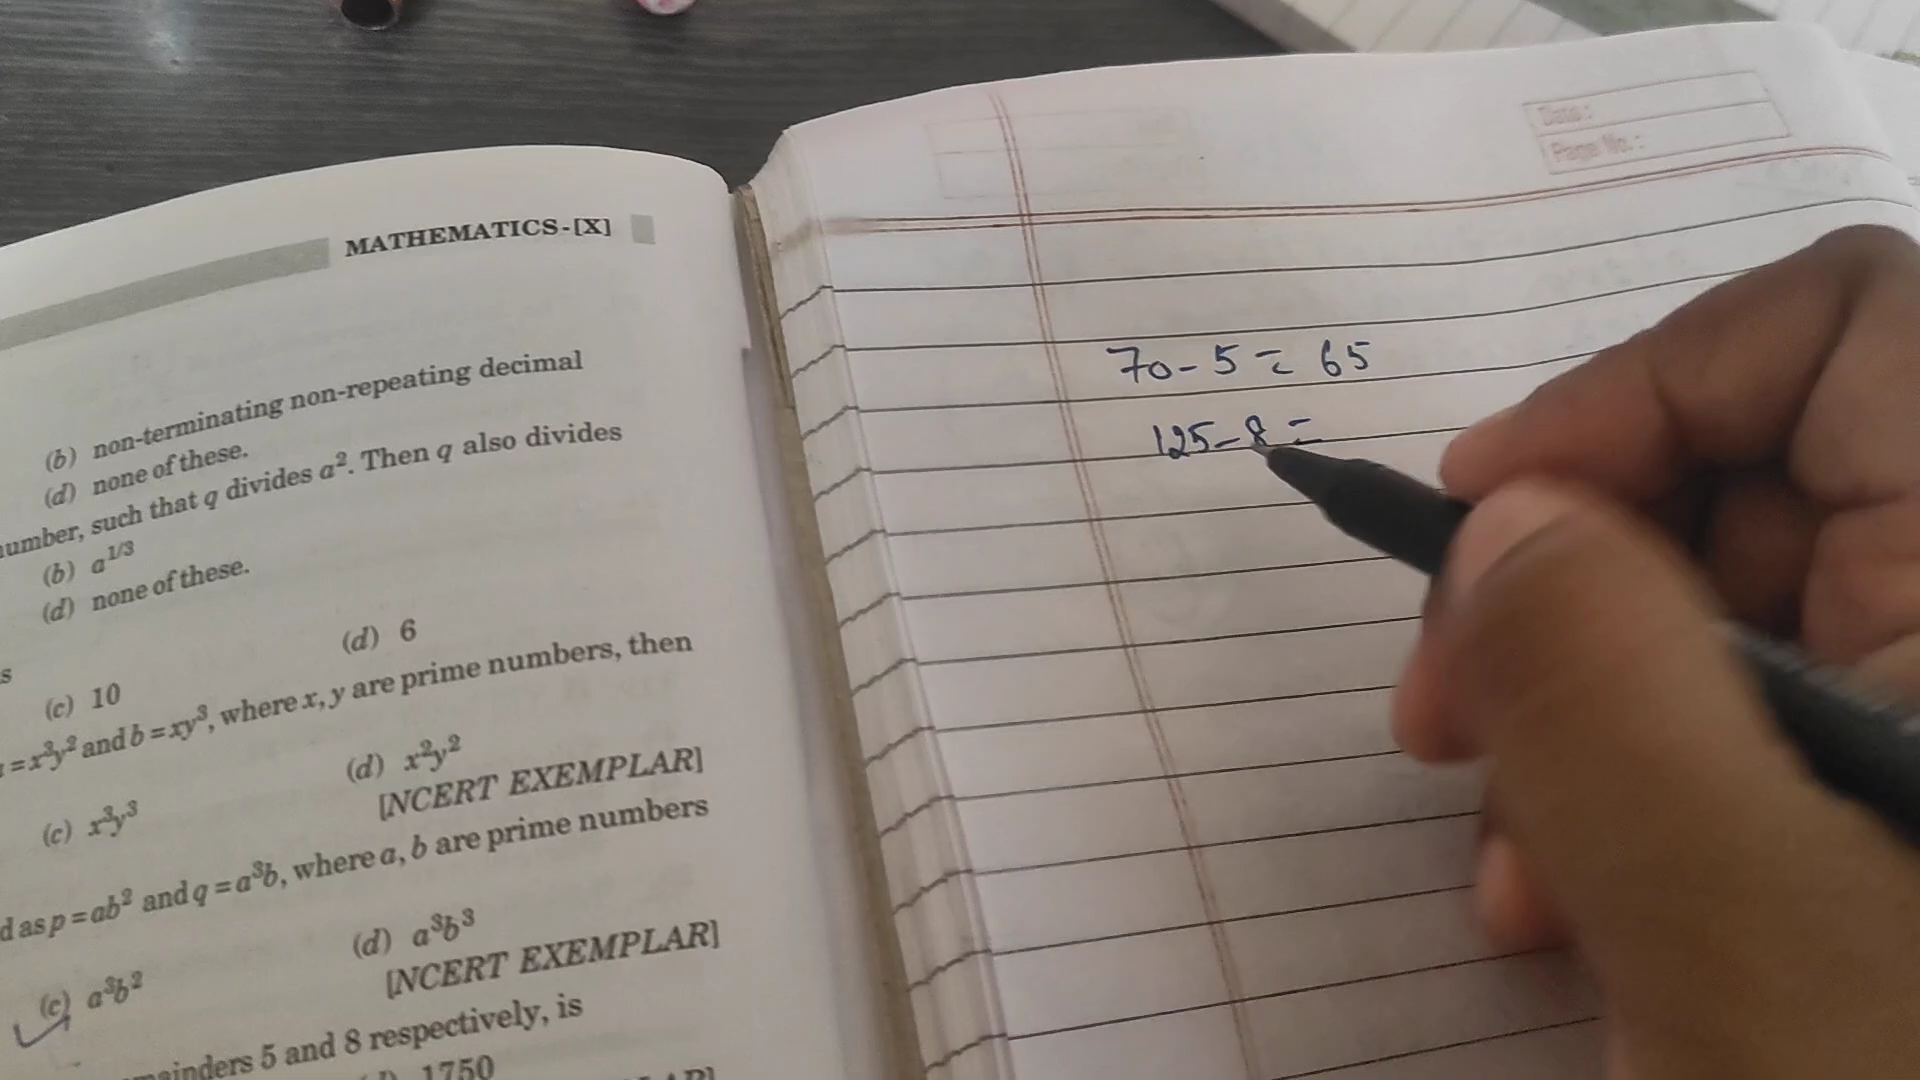 MATHEMATICS-[X]
(b) non-terminating non-repeating decimal
(d) none of these.
number, such that q divides a². Then q also divides
(b) a^1/3
(d) none of these.
s
(d) 6
(c) 10
= x³y² and b = xy³, where x, y are prime numbers, then
(d) x²y²
[NCERT EXEMPLAR]
(c) x³y³
d as p = ab² and q = a³b, where a, b are prime numbers
(d) a³b³
[NCERT EXEMPLAR]
(c) a³b²
mainders 5 and 8 respectively, is
1750
Date :
Page No. :
70 - 5 = 65
125 - 8 =